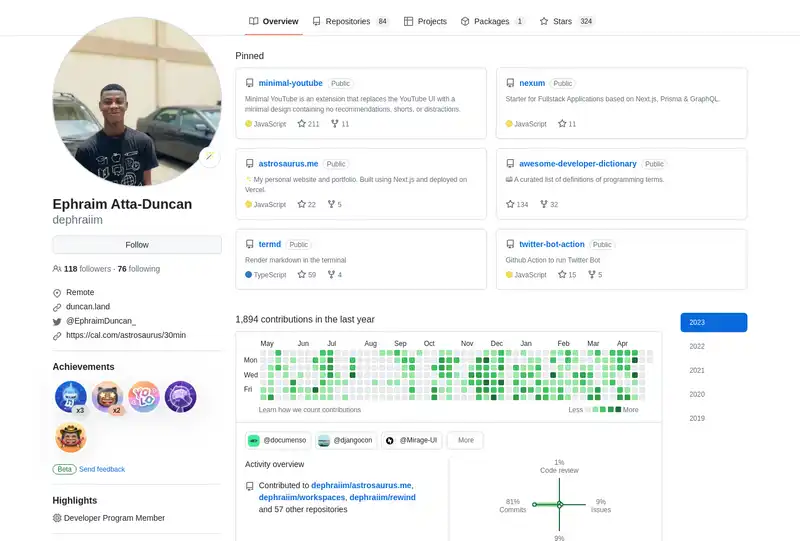 Overview
Repositories 84
Projects
Packages 1
Stars 324
Ephraim Atta-Duncan
dephraiim
Follow
118 followers · 76 following
Remote
duncan.land
@EphraimDuncan_
https://cal.com/astrosaurus/30min
Achievements
x3
x2
YOLO
Beta Send feedback
Highlights
Developer Program Member
Pinned
minimal-youtube Public
Minimal YouTube is an extension that replaces the YouTube UI with a
minimal design containing no recommendations, shorts, or distractions.
JavaScript 211 11
nexum Public
Starter for Fullstack Applications based on Next.js, Prisma & GraphQL.
JavaScript 11
astrosaurus.me Public
My personal website and portfolio. Built using Next.js and deployed on
Vercel.
JavaScript 22 5
awesome-developer-dictionary Public
A curated list of definitions of programming terms.
134 32
termd Public
Render markdown in the terminal
TypeScript 59 4
twitter-bot-action Public
Github Action to run Twitter Bot
JavaScript 15 5
1,894 contributions in the last year
May Jun Jul Aug Sep Oct Nov Dec Jan Feb Mar Apr
Mon
Wed
Fri
Learn how we count contributions
Less More
2023
2022
2021
2020
2019
@documenso
@djangocon
@Mirage-UI
More
Activity overview
Contributed to dephraiim/astrosaurus.me,
dephraiim/workspaces, dephraiim/rewind
and 57 other repositories
1%
Code review
81%
Commits
9%
Issues
9%